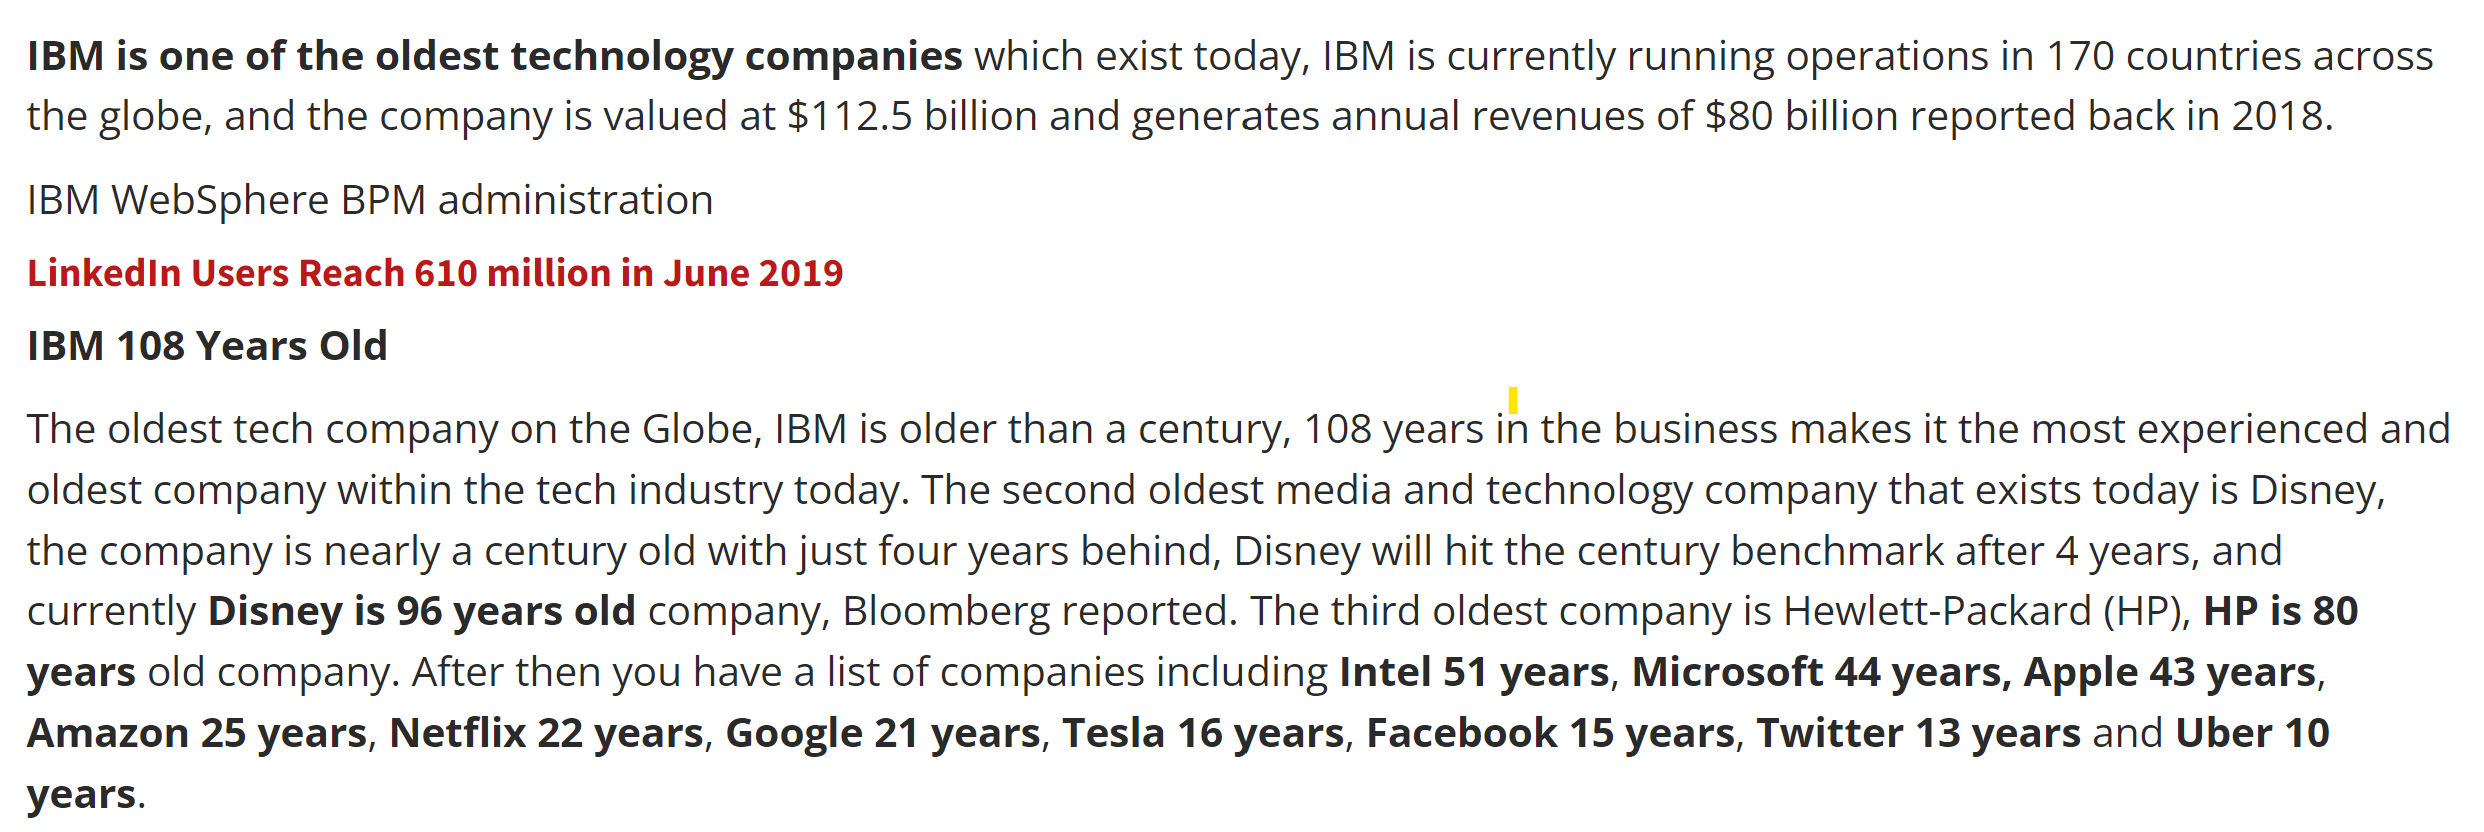 IBM is one of the oldest technology companies which exist today, IBM is currently running operations in 170 countries across
the globe, and the company is valued at $112.5 billion and generates annual revenues of $80 billion reported back in 2018.
IBM WebSphere BPM administration
LinkedIn Users Reach 610 million in June 2019
IBM 108 Years Old
The oldest tech company on the Globe, IBM is older than a century, 108 years in the business makes it the most experienced and
oldest company within the tech industry today. The second oldest media and technology company that exists today is Disney,
the company is nearly a century old with just four years behind, Disney will hit the century benchmark after 4 years, and
currently Disney is 96 years old company, Bloomberg reported. The third oldest company is Hewlett-Packard (HP), HP is 80
years old company. After then you have a list of companies including Intel 51 years, Microsoft 44 years, Apple 43 years,
Amazon 25 years, Netflix 22 years, Google 21 years, Tesla 16 years, Facebook 15 years, Twitter 13 years and Uber 10
years.